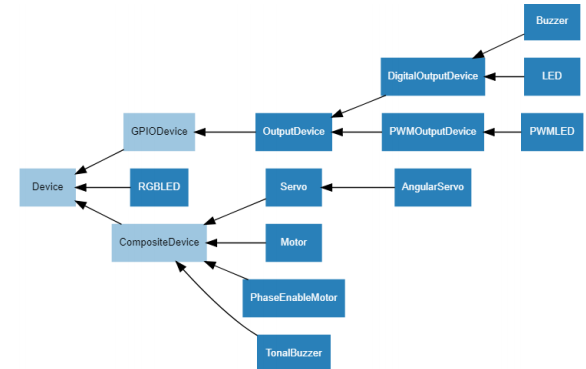 Buzzer
DigitalOutputDevice
LED
GPIODevice
OutputDevice
PWMOutputDevice
PWMLED
Device
RGBLED
Servo
AngularServo
CompositeDevice
Motor
PhaseEnableMotor
TonalBuzzer